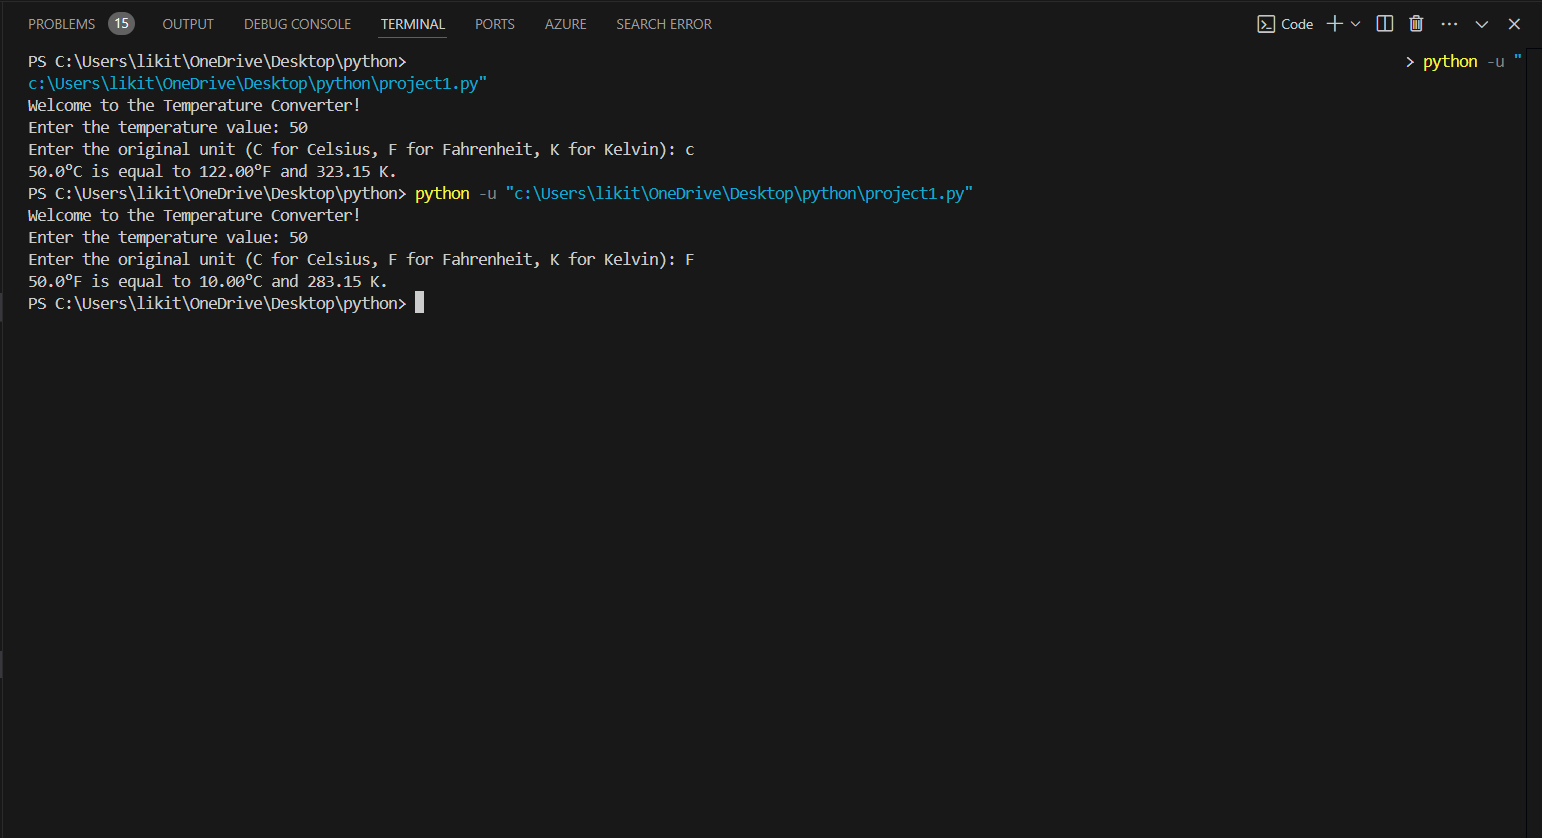 PROBLEMS 15 OUTPUT DEBUG CONSOLE TERMINAL PORTS AZURE SEARCH ERROR Code
PS C:\Users\likit\OneDrive\Desktop\python> > python -u "
c:\Users\likit\OneDrive\Desktop\python\project1.py"
Welcome to the Temperature Converter!
Enter the temperature value: 50
Enter the original unit (C for Celsius, F for Fahrenheit, K for Kelvin): c
50.0°C is equal to 122.00°F and 323.15 K.
PS C:\Users\likit\OneDrive\Desktop\python> python -u "c:\Users\likit\OneDrive\Desktop\python\project1.py"
Welcome to the Temperature Converter!
Enter the temperature value: 50
Enter the original unit (C for Celsius, F for Fahrenheit, K for Kelvin): F
50.0°F is equal to 10.00°C and 283.15 K.
PS C:\Users\likit\OneDrive\Desktop\python>